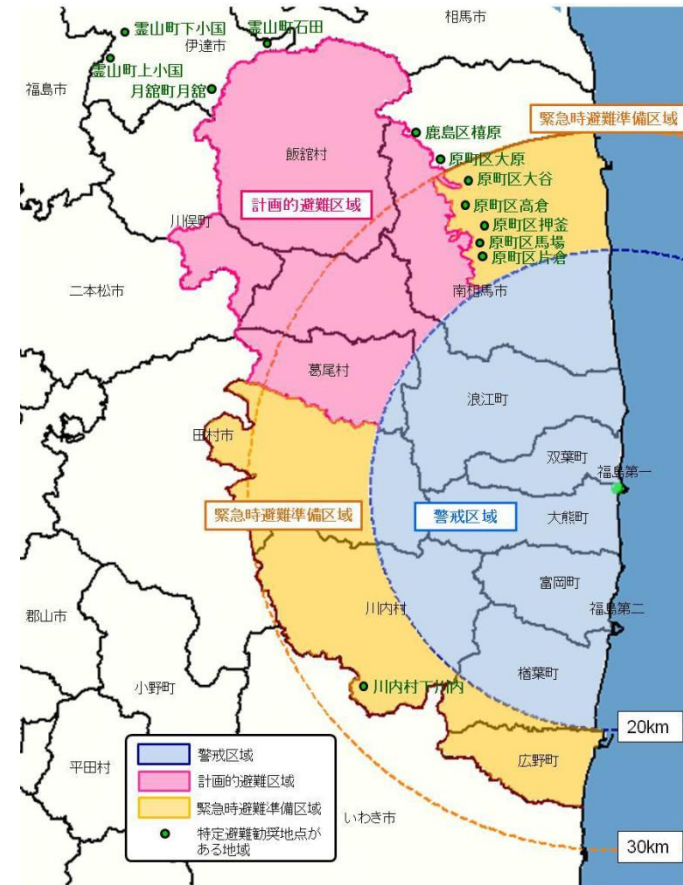 相馬市
霊山町下小国
霊山町石田
伊達市
霊山町上小国
福島市
月舘町月舘
緊急時避難準備区域
鹿島区橲原
飯舘村
原町区大原
原町区大谷
計画的避難区域
原町区高倉
川俣町
原町区押釜
原町区馬場
原町区片倉
二本松市
南相馬市
葛尾村
浪江町
田村市
双葉町
福島第一
緊急時避難準備区域
警戒区域
大熊町
富岡町
郡山市
川内村
福島第二
小野町
川内村下川内
楢葉町
20km
警戒区域
平田村
計画的避難区域
広野町
緊急時避難準備区域
いわき市
特定避難勧奨地点が
ある地域
30km